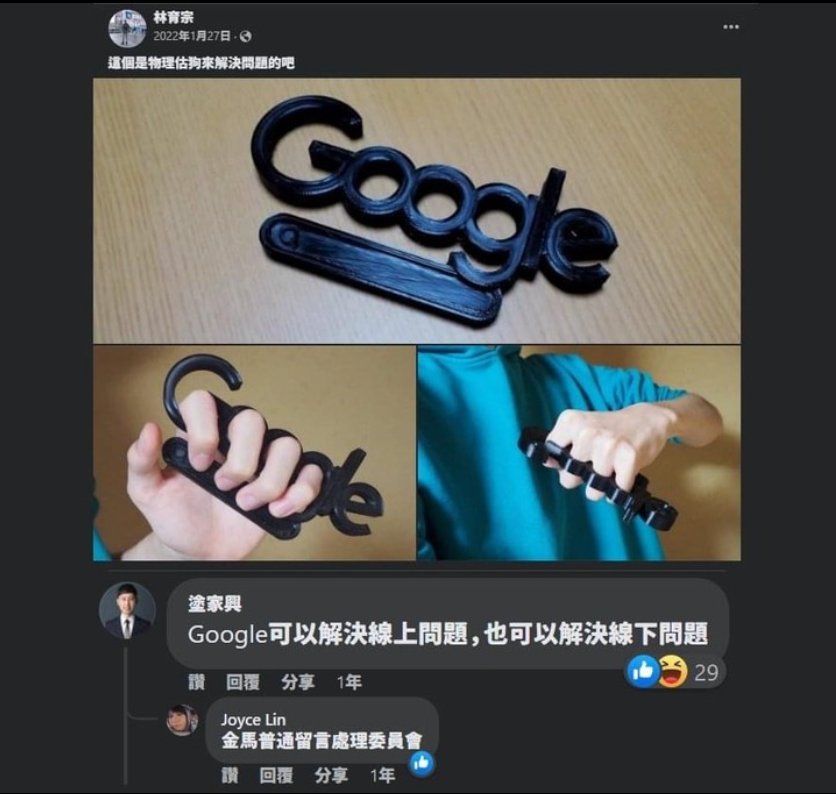 林育宗
2022年1月27日 ·
這個是物理估狗來解決問題的吧
Google
塗家興
Google可以解決線上問題,也可以解決線下問題
讚 回覆 分享 1年
29
Joyce Lin
金馬普通留言處理委員會
讚 回覆 分享 1年